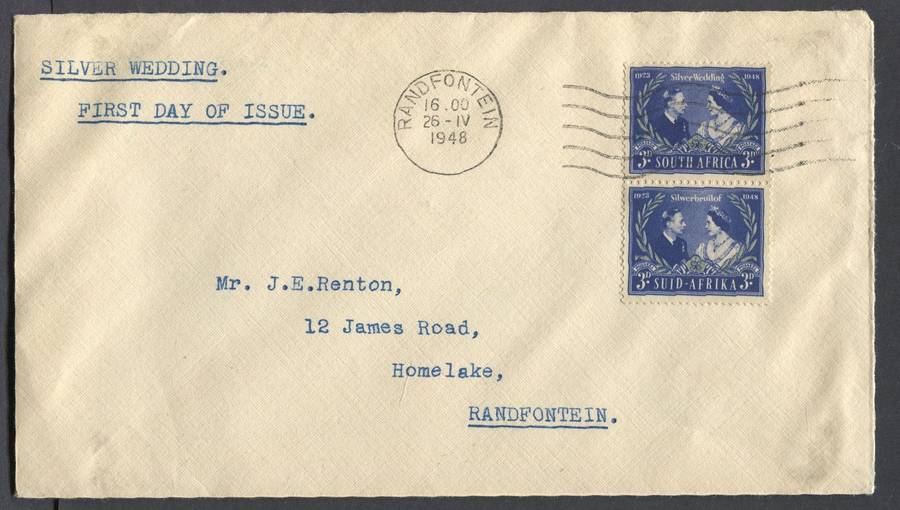 SILVER WEDDING.
FIRST DAY OF ISSUE.
RANDFONTEIN
16.00
26-IV
1948
1923 Silver Wedding 1948
3D SOUTH AFRICA 3D
1923 Silwerbruilof 1948
3D SUID-AFRIKA 3D
Mr. J.E.Renton,
12 James Road,
Homelake,
RANDFONTEIN.